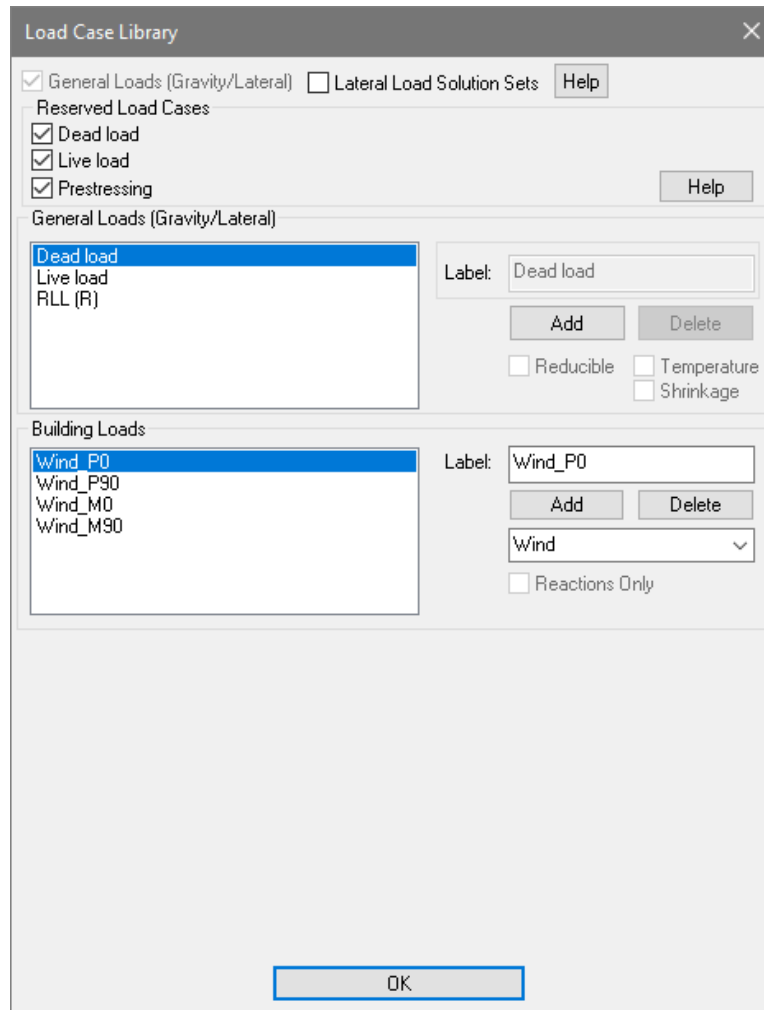 Load Case Library
General Loads (Gravity/Lateral) Lateral Load Solution Sets Help
Reserved Load Cases
Dead load
Live load
Prestressing Help
General Loads (Gravity/Lateral)
Dead load
Live load
RLL (R)
Label: Dead load
Add Delete
Reducible Temperature
Shrinkage
Building Loads
Wind_P0
Wind_P90
Wind_M0
Wind_M90
Label: Wind_P0
Add Delete
Wind
Reactions Only
OK